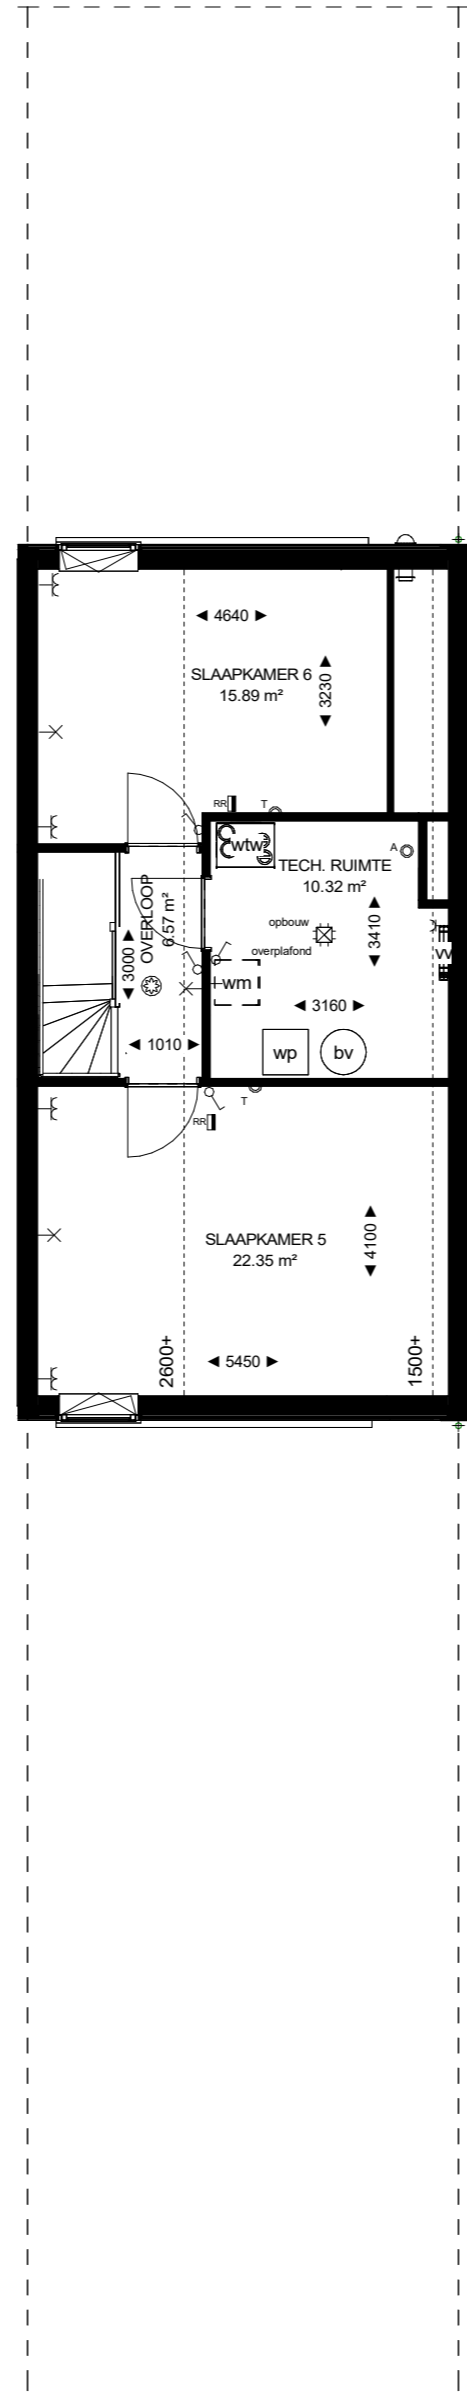 ◄ 4640 ►
SLAAPKAMER 6
15.89 m²
◄ 3230 ►
RR
T
wtw
TECH. RUIMTE
10.32 m²
A
OVERLOOP
6.57 m²
◄ 3000 ►
opbouw
overplafond
◄ 3410 ►
wm
◄ 3160 ►
◄ 1010 ►
wp
bv
T
RR
SLAAPKAMER 5
22.35 m²
◄ 4100 ►
2600+
◄ 5450 ►
1500+